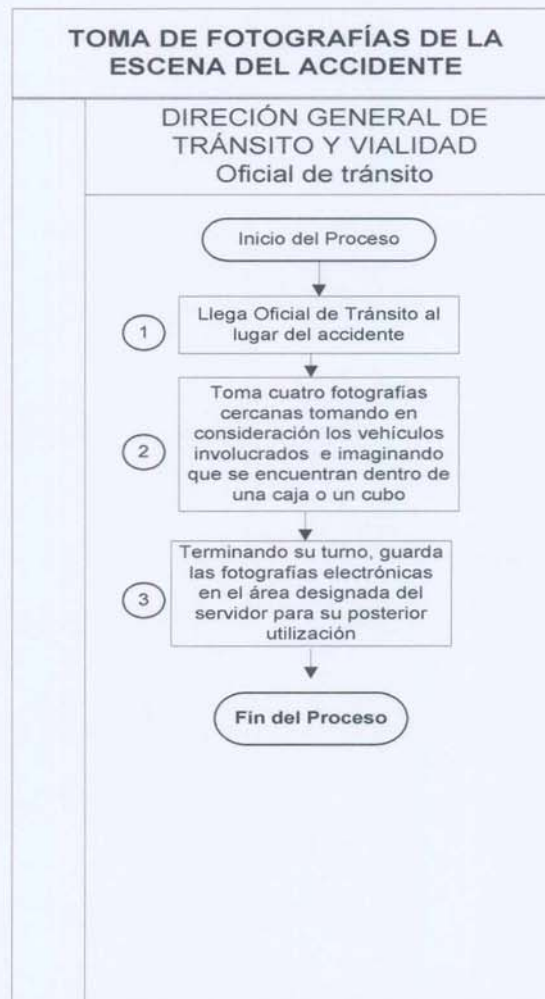 TOMA DE FOTOGRAFÍAS DE LA
ESCENA DEL ACCIDENTE
DIRECIÓN GENERAL DE
TRÁNSITO Y VIALIDAD
Oficial de tránsito
Inicio del Proceso
1
Llega Oficial de Tránsito al
lugar del accidente
2
Toma cuatro fotografías
cercanas tomando en
consideración los vehículos
involucrados e imaginando
que se encuentran dentro de
una caja o un cubo
3
Terminando su turno, guarda
las fotografías electrónicas
en el área designada del
servidor para su posterior
utilización
Fin del Proceso